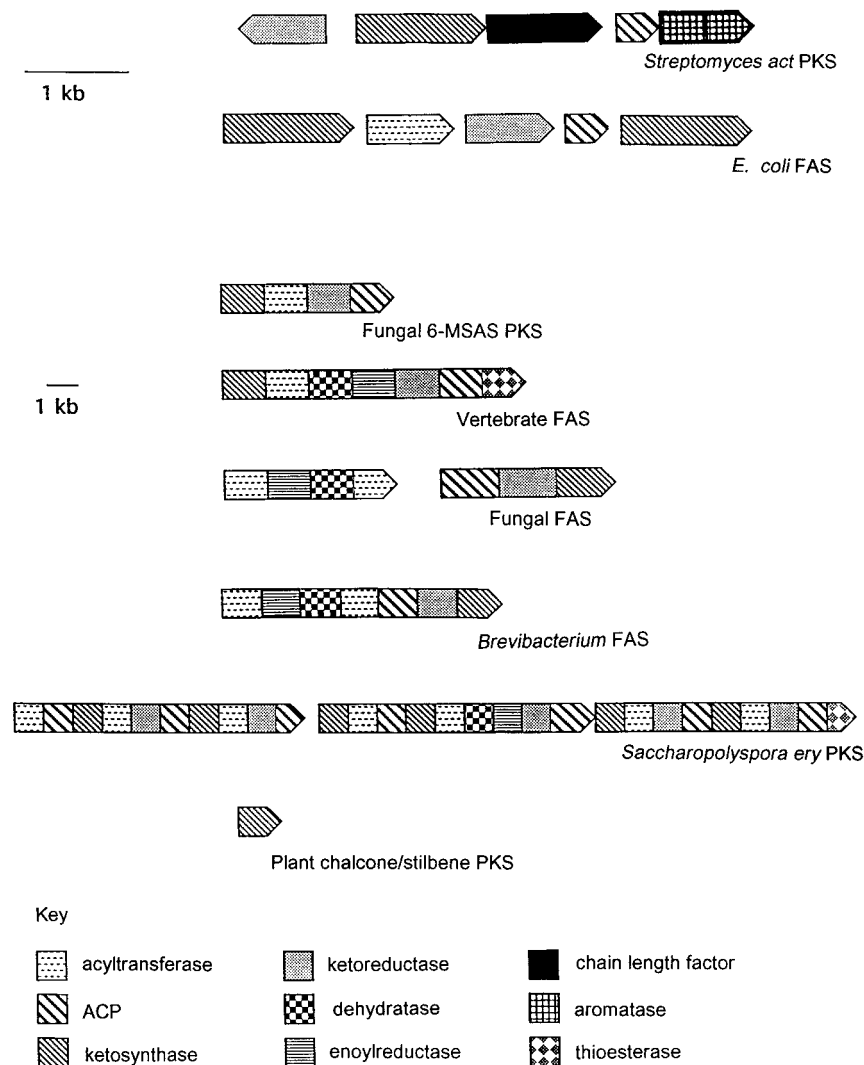 Streptomyces act PKS
1 kb
E. coli FAS
Fungal 6-MSAS PKS
1 kb
Vertebrate FAS
Fungal FAS
Brevibacterium FAS
Saccharopolyspora ery PKS
Plant chalcone/stilbene PKS
Key
acyltransferase
ketoreductase
chain length factor
ACP
dehydratase
aromatase
ketosynthase
enoylreductase
thioesterase